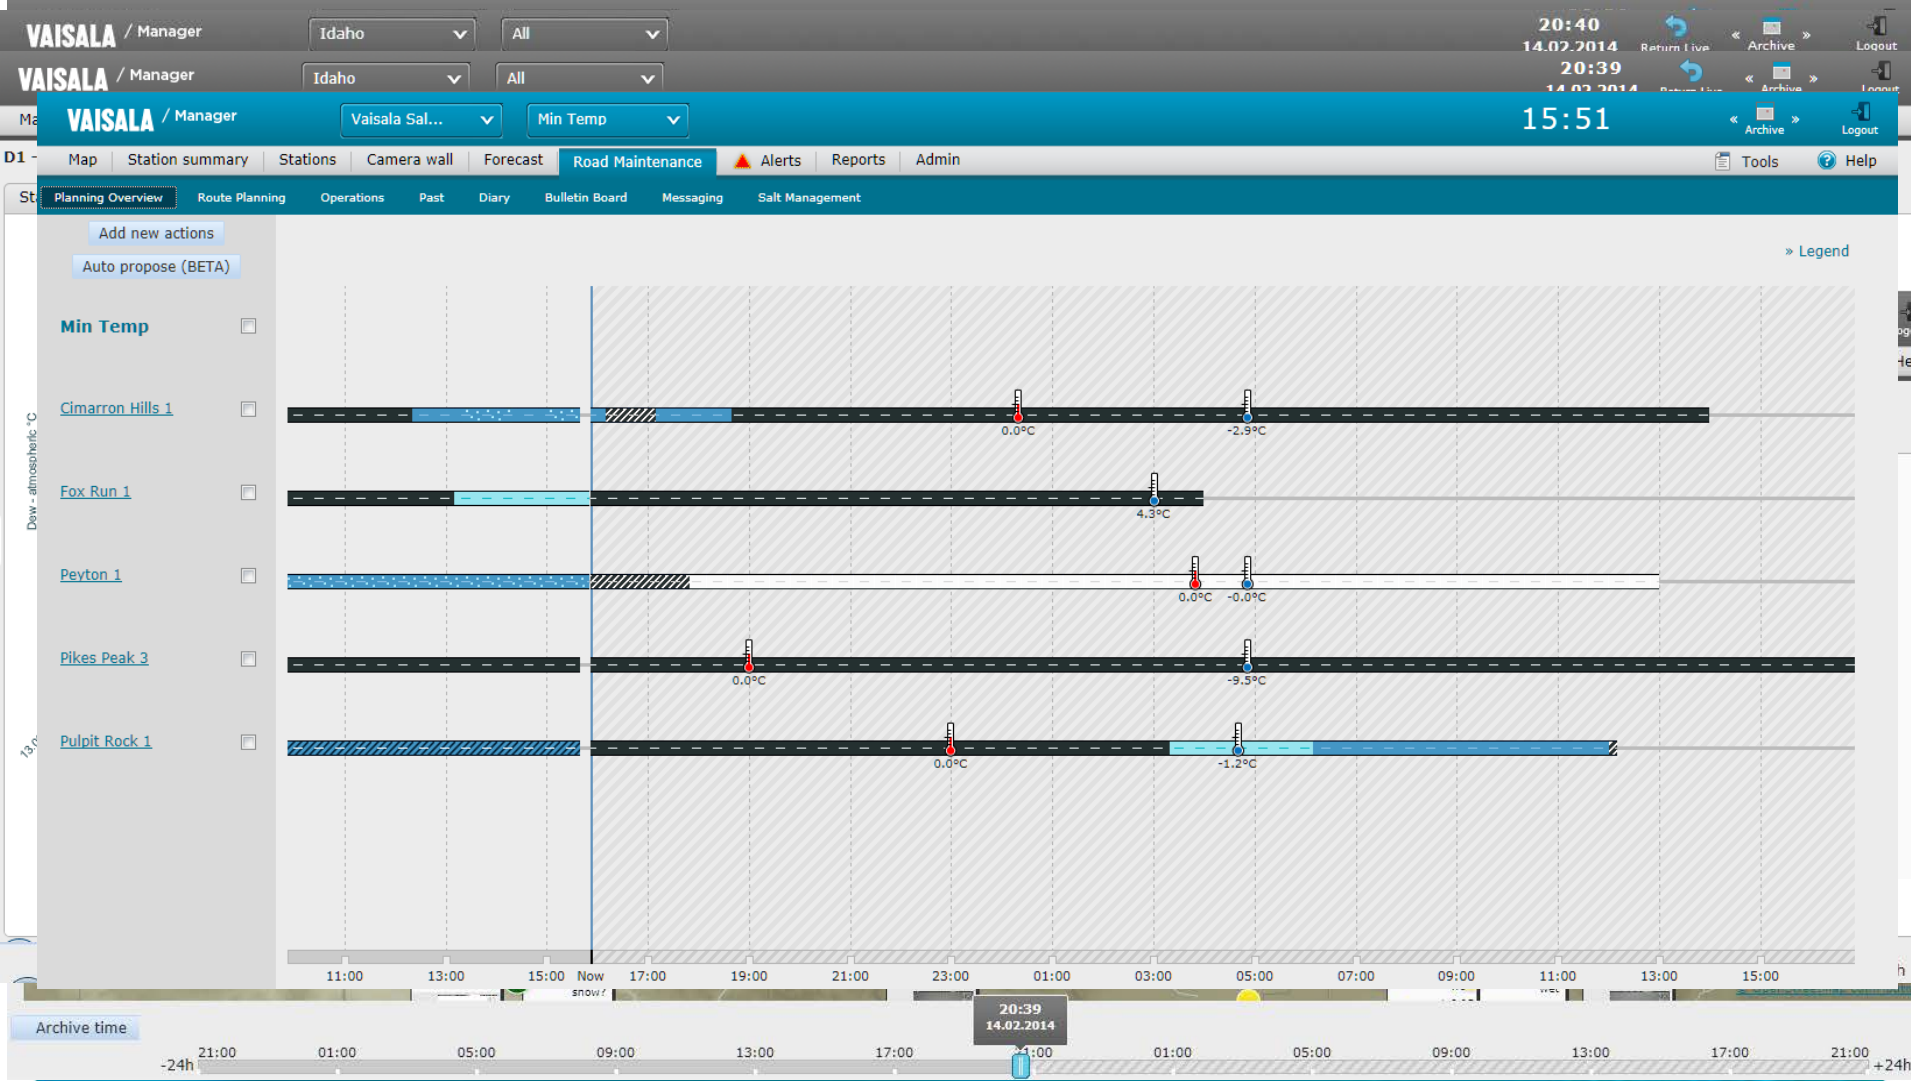 VAISALA / Manager Idaho All 20:40 14.02.2014 Return Live « Archive » Logout
VAISALA / Manager Idaho All 20:39 « Archive » Logout
VAISALA / Manager Vaisala Sal... Min Temp 15:51 « Archive » Logout
D1 -
Map Station summary Stations Camera wall Forecast Road Maintenance Alerts Reports Admin Tools Help
Planning Overview Route Planning Operations Past Diary Bulletin Board Messaging Salt Management
Add new actions
Auto propose (BETA)
» Legend
Min Temp
Cimarron Hills 1
0.0°C -2.9°C
Dew - atmospheric °C
Fox Run 1
4.3°C
Peyton 1
0.0°C -0.0°C
Pikes Peak 3
0.0°C -9.5°C
Pulpit Rock 1
0.0°C -1.2°C
11:00 13:00 15:00 Now 17:00 19:00 21:00 23:00 01:00 03:00 05:00 07:00 09:00 11:00 13:00 15:00
snow?
wet
20:39
14.02.2014
Archive time
-24h 21:00 01:00 05:00 09:00 13:00 17:00 01:00 05:00 09:00 13:00 17:00 21:00 +24h